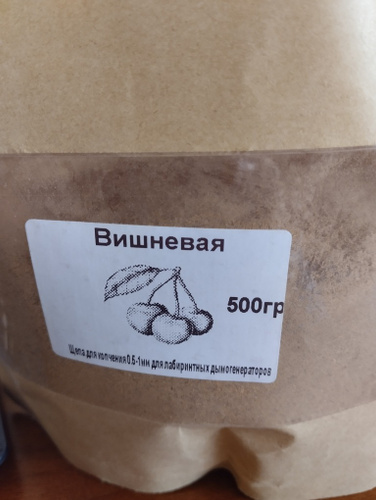 Вишневая
500гр
Щепа для копчения 0.5-1мм для лабиринтных дымогенераторов